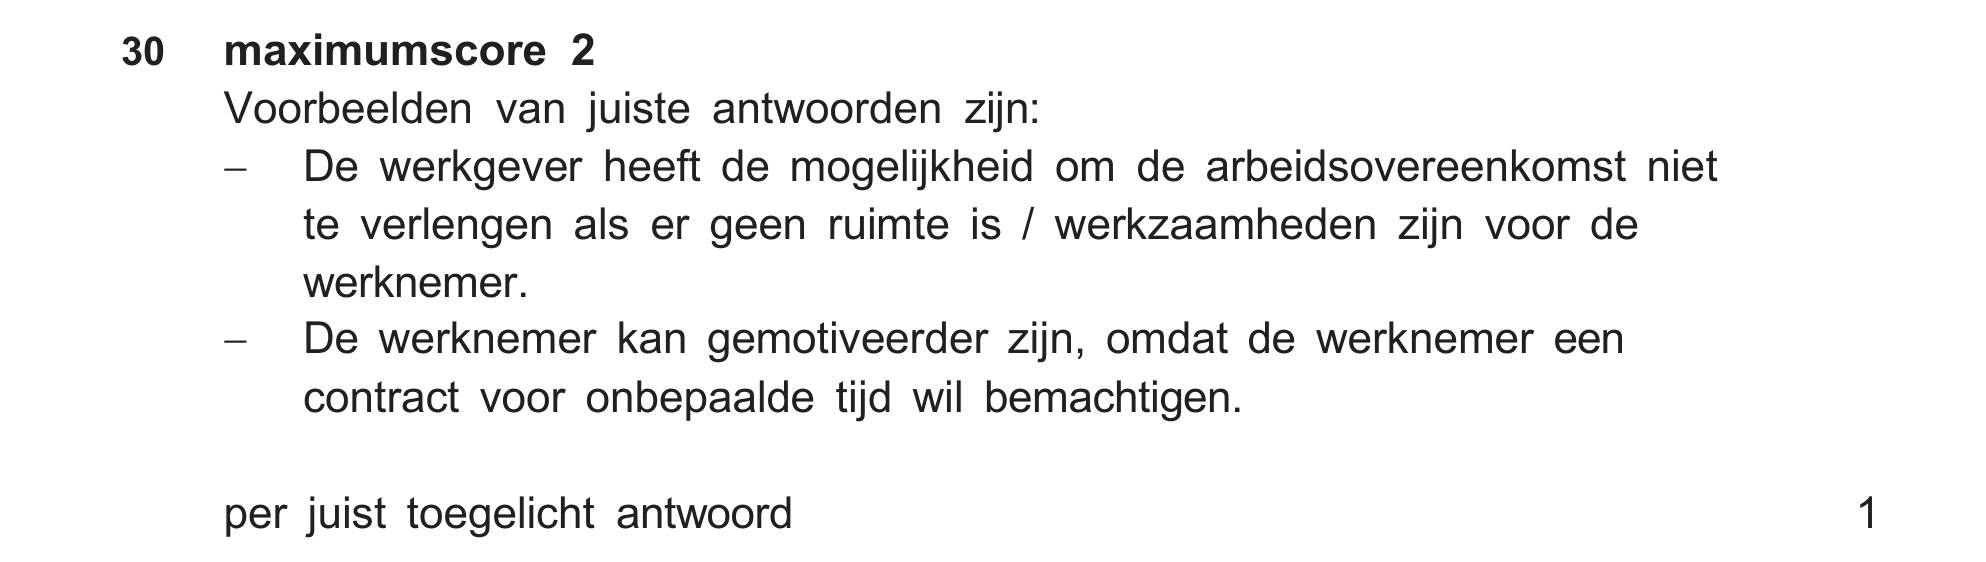 30 maximumscore 2
Voorbeelden van juiste antwoorden zijn:
− De werkgever heeft de mogelijkheid om de arbeidsovereenkomst niet
te verlengen als er geen ruimte is / werkzaamheden zijn voor de
werknemer.
− De werknemer kan gemotiveerder zijn, omdat de werknemer een
contract voor onbepaalde tijd wil bemachtigen.
per juist toegelicht antwoord 1